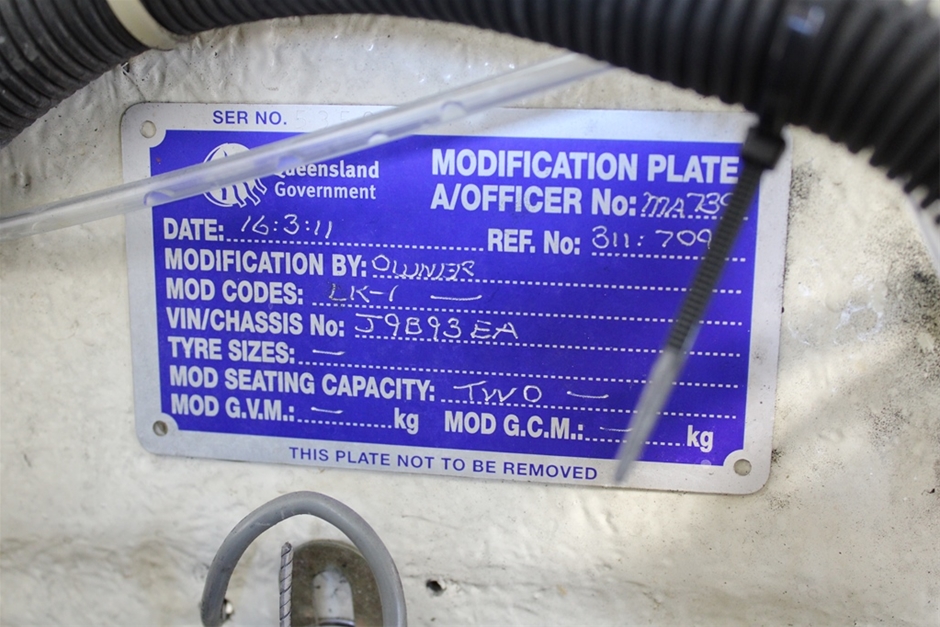 SER NO.
Queensland
Government
MODIFICATION PLATE
A/OFFICER No: MA739
DATE: 16:3:11
REF. No: 311:709
MODIFICATION BY: OWNER
MOD CODES: LK-1 —
VIN/CHASSIS No: J9B93EA
TYRE SIZES: —
MOD SEATING CAPACITY: TWO —
MOD G.V.M.: — kg MOD G.C.M.: — kg
THIS PLATE NOT TO BE REMOVED